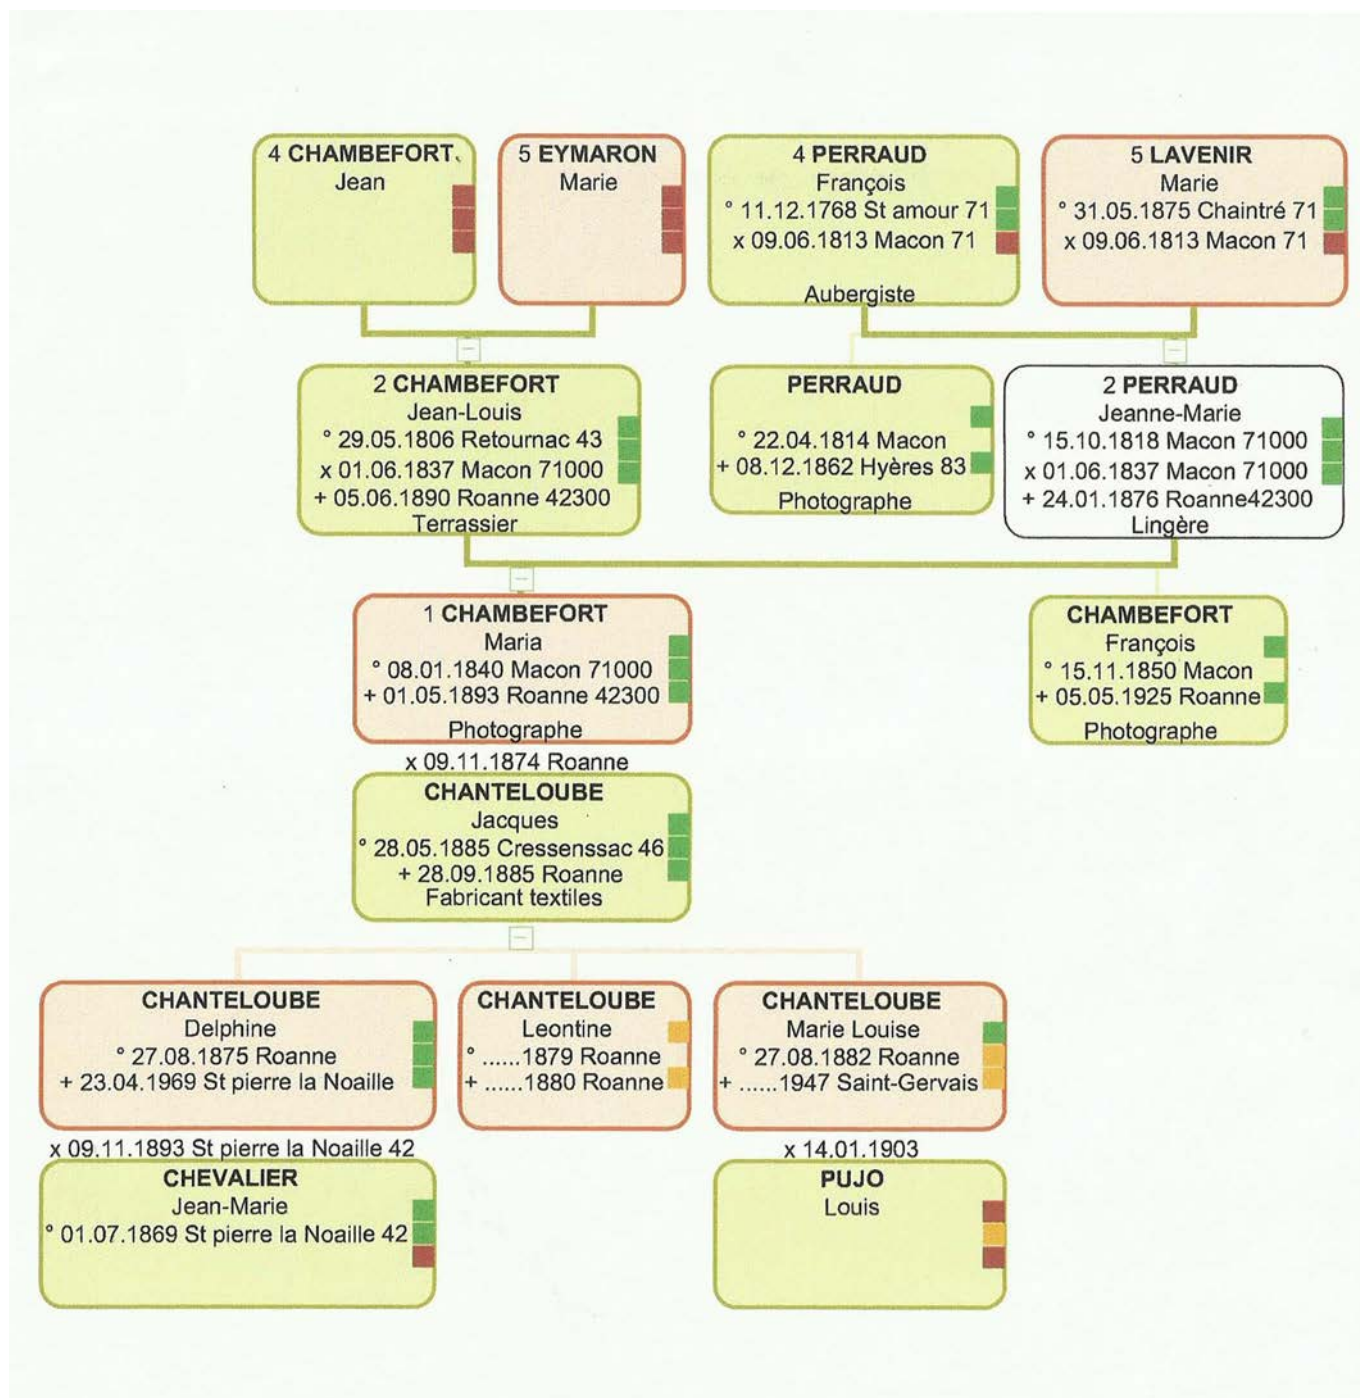 4 CHAMBEFORT
Jean
5 EYMARON
Marie
4 PERRAUD
François
° 11.12.1768 St amour 71
x 09.06.1813 Macon 71
Aubergiste
5 LAVENIR
Marie
° 31.05.1875 Chaintré 71
x 09.06.1813 Macon 71
2 CHAMBEFORT
Jean-Louis
° 29.05.1806 Retournac 43
x 01.06.1837 Macon 71000
+ 05.06.1890 Roanne 42300
Terrassier
PERRAUD
° 22.04.1814 Macon
+ 08.12.1862 Hyères 83
Photographe
2 PERRAUD
Jeanne-Marie
° 15.10.1818 Macon 71000
x 01.06.1837 Macon 71000
+ 24.01.1876 Roanne42300
Lingère
1 CHAMBEFORT
Maria
° 08.01.1840 Macon 71000
+ 01.05.1893 Roanne 42300
Photographe
x 09.11.1874 Roanne
CHAMBEFORT
François
° 15.11.1850 Macon
+ 05.05.1925 Roanne
Photographe
CHANTELOUBE
Jacques
° 28.05.1885 Cressenssac 46
+ 28.09.1885 Roanne
Fabricant textiles
CHANTELOUBE
Delphine
° 27.08.1875 Roanne
+ 23.04.1969 St pierre la Noaille
x 09.11.1893 St pierre la Noaille 42
CHANTELOUBE
Leontine
° ......1879 Roanne
+ ......1880 Roanne
CHANTELOUBE
Marie Louise
° 27.08.1882 Roanne
+ ......1947 Saint-Gervais
x 14.01.1903
CHEVALIER
Jean-Marie
° 01.07.1869 St pierre la Noaille 42
PUJO
Louis